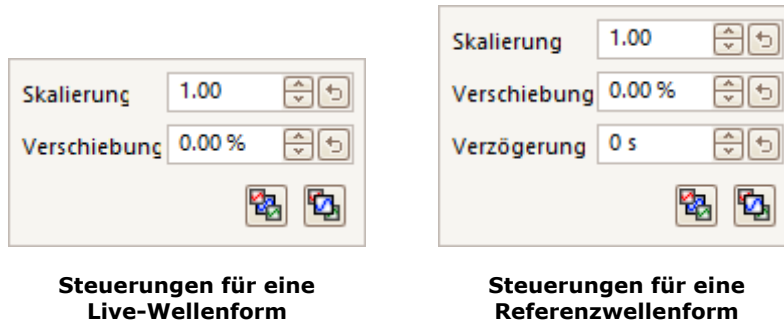 Skalierung 1.00
Verschiebung 0.00 %
Steuerungen für eine
Live-Wellenform
Skalierung 1.00
Verschiebung 0.00 %
Verzögerung 0 s
Steuerungen für eine
Referenzwellenform